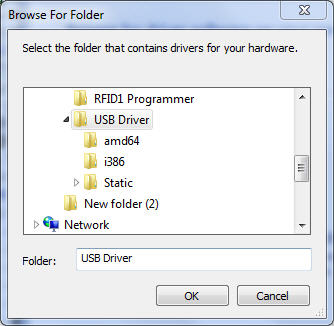 Browse For Folder
Select the folder that contains drivers for your hardware.
RFID1 Programmer
USB Driver
amd64
i386
Static
New folder (2)
Network
Folder: USB Driver
OK Cancel